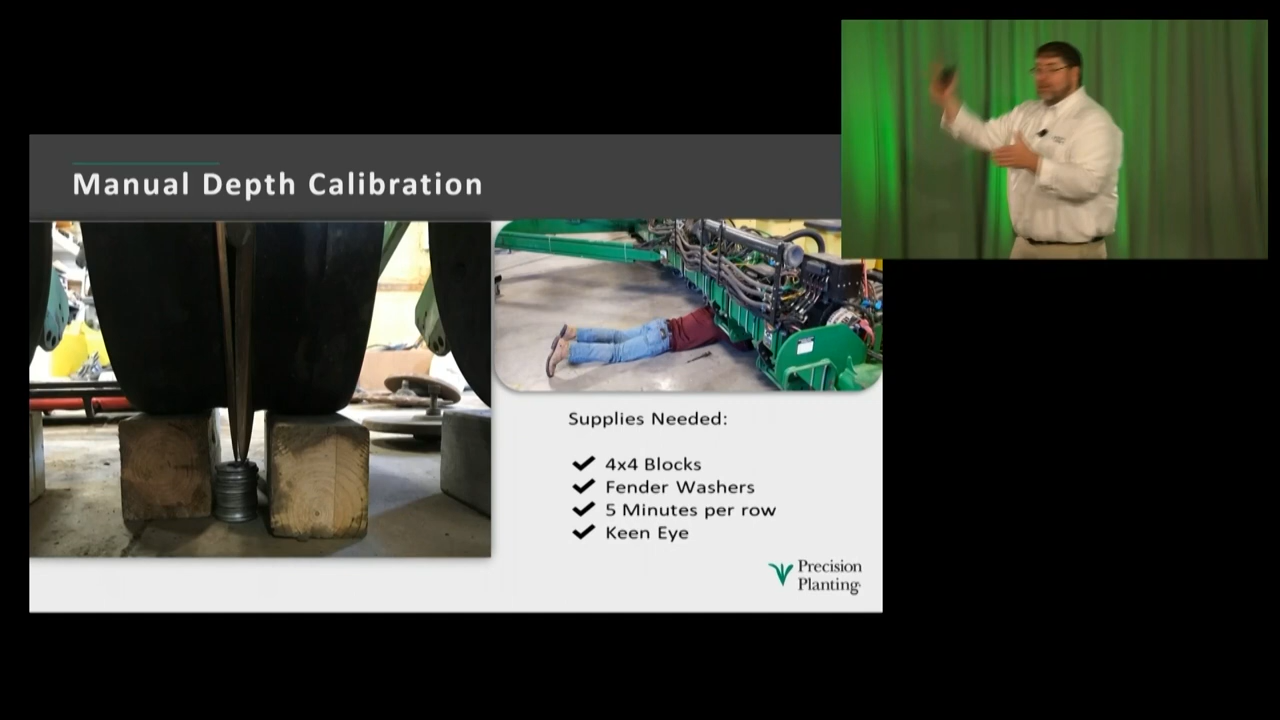 Manual Depth Calibration
Supplies Needed:
4x4 Blocks
Fender Washers
5 Minutes per row
Keen Eye
Precision
Planting